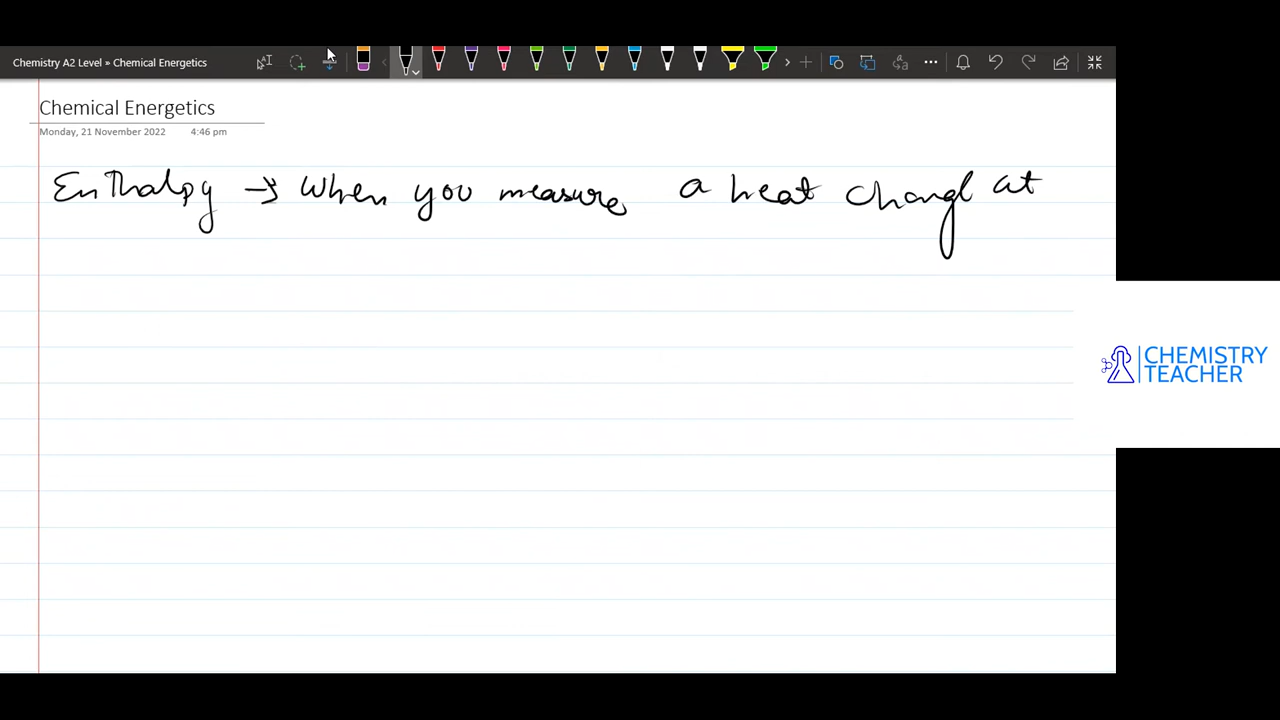 Chemistry A2 Level » Chemical Energetics
Chemical Energetics
Monday, 21 November 2022 4:46 pm
Enthalpy → When you measure a heat change at
CHEMISTRY
TEACHER